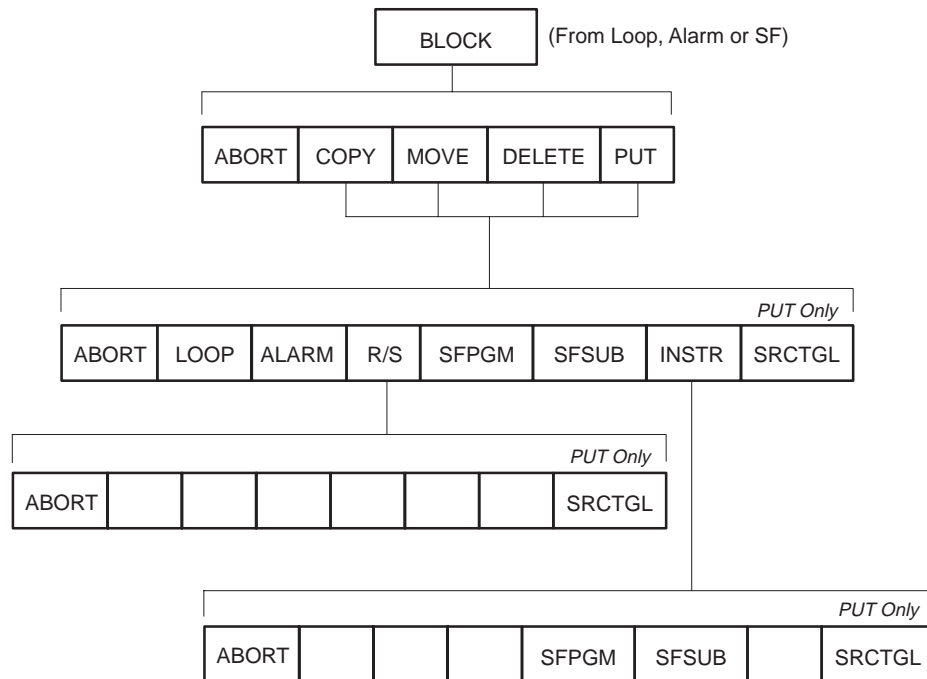 BLOCK (From Loop, Alarm or SF)
ABORT COPY MOVE DELETE PUT
PUT Only
ABORT LOOP ALARM R/S SFPGM SFSUB INSTR SRCTGL
PUT Only
ABORT SRCTGL
PUT Only
ABORT SFPGM SFSUB SRCTGL